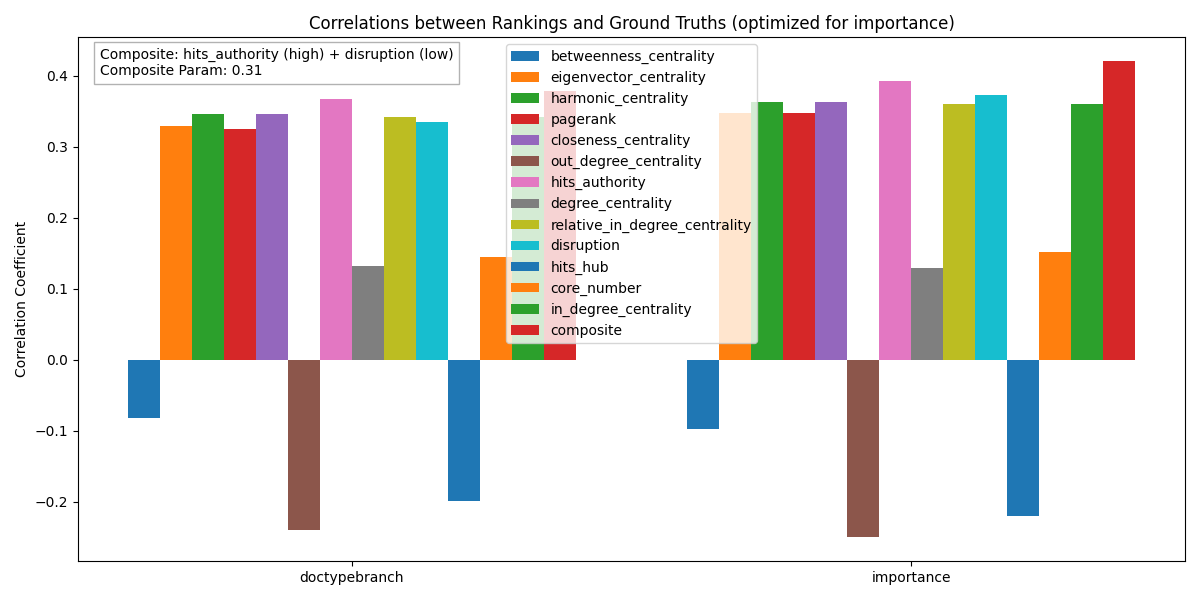 Correlations between Rankings and Ground Truths (optimized for importance)
Composite: hits_authority (high) + disruption (low)
Composite Param: 0.31
betweenness_centrality
eigenvector_centrality
harmonic_centrality
pagerank
closeness_centrality
out_degree_centrality
hits_authority
degree_centrality
relative_in_degree_centrality
disruption
hits_hub
core_number
in_degree_centrality
composite
Correlation Coefficient
0.4
0.3
0.2
0.1
0.0
−0.1
−0.2
doctypebranch
importance